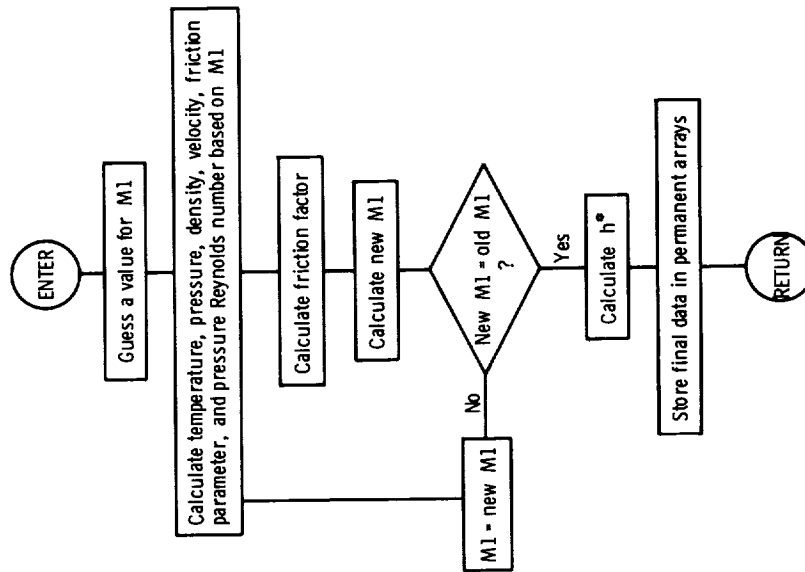 ENTER
Guess a value for M1
Calculate temperature, pressure, density, velocity, friction
parameter, and pressure Reynolds number based on M1
Calculate friction factor
Calculate new M1
New M1 = old M1
?
No
M1 = new M1
Yes
Calculate h*
Store final data in permanent arrays
RETURN